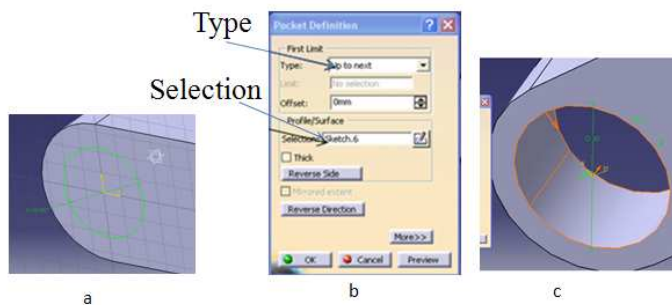 Type
Selection
Pocket Definition
First Limit
Type: Up to next
Limit: No selection
Offset: 0mm
Profile/Surface
Selection: Sketch.6
Thick
Reverse Side
Mirrored extent
Reverse Direction
More>>
OK Cancel Preview
a
b
c